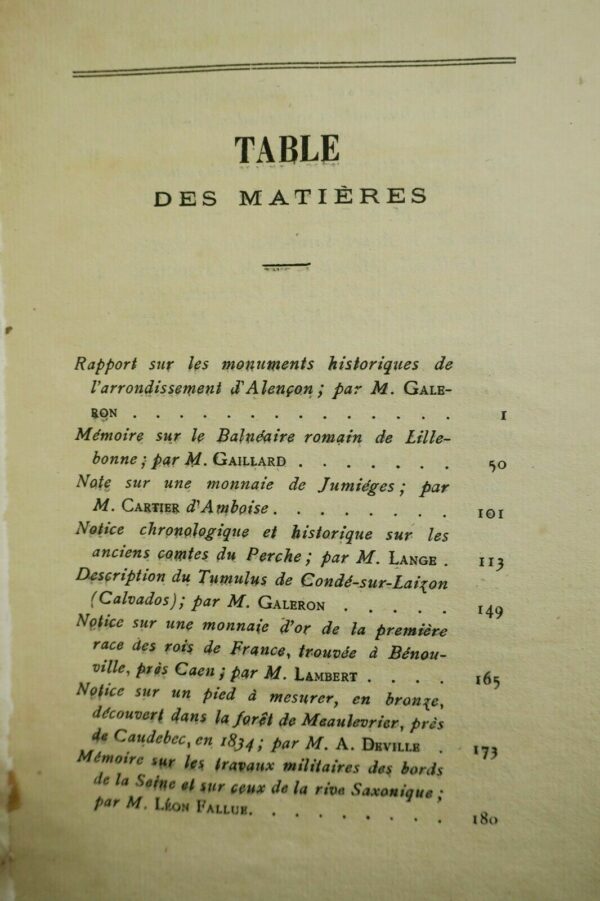 TABLE
DES MATIÈRES
Rapport sur les monuments historiques de
l'arrondissement d'Alençon ; par M. GALE-
RON . . . . . . . . . . . . . . 1
Mémoire sur le Balnéaire romain de Lille-
bonne ; par M. GAILLARD . . . . . . . 50
Note sur une monnaie de Jumiéges ; par
M. CARTIER d'Amboise . . . . . . . . 101
Notice chronologique et historique sur les
anciens comtes du Perche ; par M. LANGE . 113
Description du Tumulus de Condé-sur-Laizon
(Calvados) ; par M. GALERON . . . . . 149
Notice sur une monnaie d'or de la première
race des rois de France, trouvée à Bénou-
ville, près Caen ; par M. LAMBERT . . . . 165
Notice sur un pied à mesurer, en bronze,
découvert dans la forêt de Meaulevrier, près
de Caudebec, en 1834 ; par M. A. DEVILLE . 173
Mémoire sur les travaux militaires des bords
de la Seine et sur ceux de la rive Saxonique ;
par M. LÉON FALLUE. . . . . . . . . 180